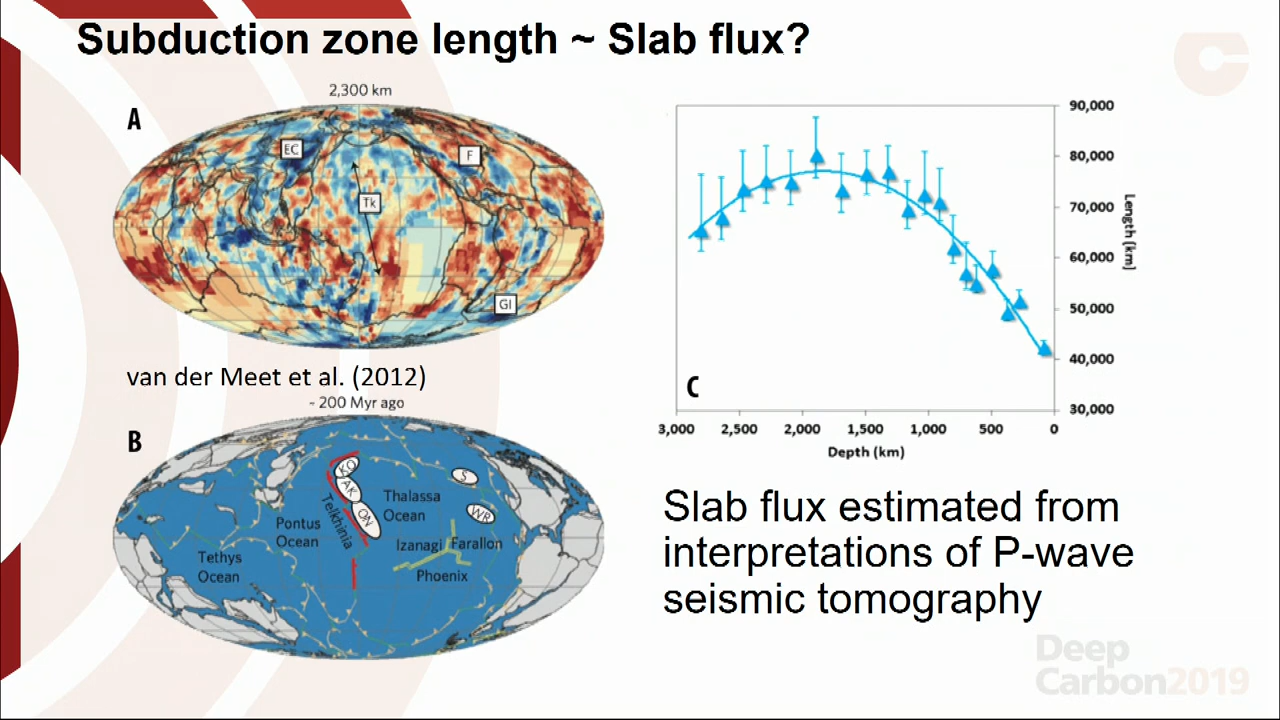 Subduction zone length ~ Slab flux?
2,300 km
A
EC
F
Tk
GI
van der Meet et al. (2012)
~ 200 Myr ago
B
KO
AK
ON
S
WR
Telkhinia
Thalassa
Ocean
Pontus
Ocean
Izanagi
Farallon
Phoenix
Tethys
Ocean
90,000
80,000
70,000
60,000
50,000
40,000
30,000
Length (km)
C
3,000 2,500 2,000 1,500 1,000 500 0
Depth (km)
Slab flux estimated from
interpretations of P-wave
seismic tomography
Deep
Carbon2019